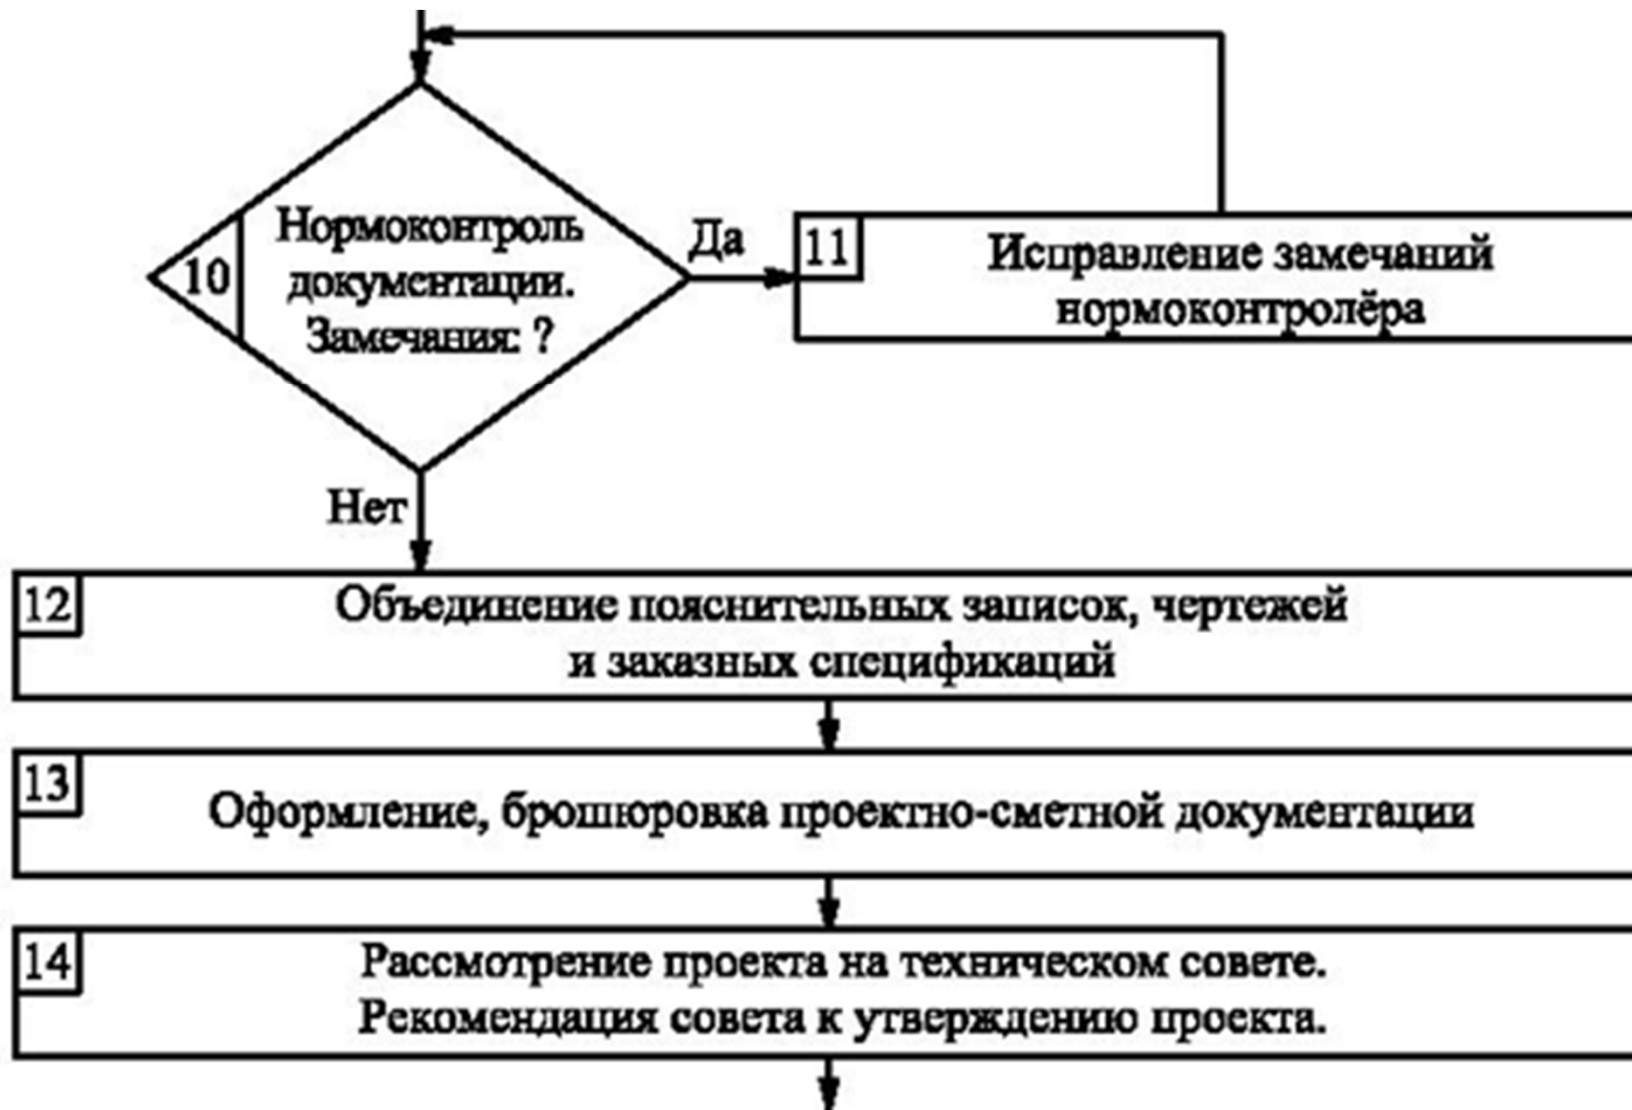 10
Нормоконтроль
документации.
Замечания: ?
Да
11
Исправление замечаний
нормоконтролёра
Нет
12
Объединение пояснительных записок, чертежей
и заказных спецификаций
13
Оформление, брошюровка проектно-сметной документации
14
Рассмотрение проекта на техническом совете.
Рекомендация совета к утверждению проекта.